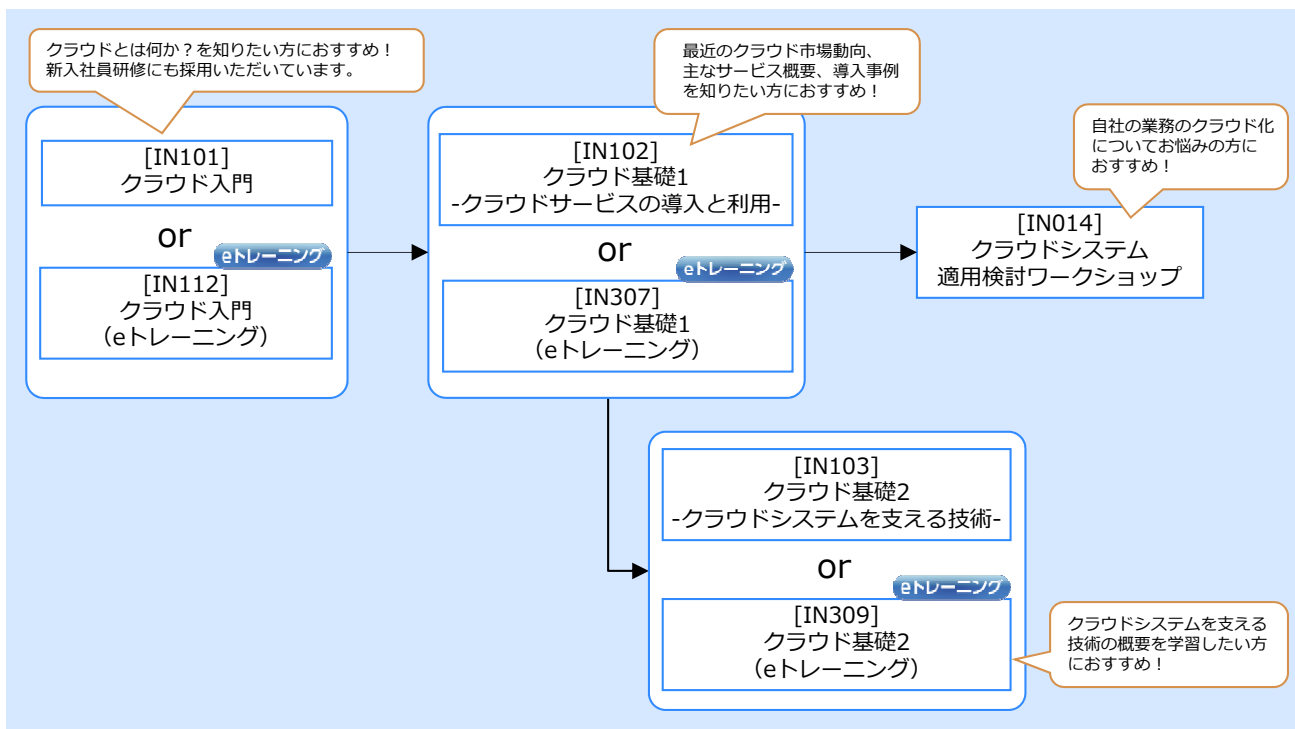 クラウドとは何か？を知りたい方におすすめ！
新入社員研修にも採用いただいています。
[IN101]
クラウド入門
or
eトレーニング
[IN112]
クラウド入門
（eトレーニング）
最近のクラウド市場動向、
主なサービス概要、導入事例
を知りたい方におすすめ！
[IN102]
クラウド基礎1
-クラウドサービスの導入と利用-
or
eトレーニング
[IN307]
クラウド基礎1
（eトレーニング）
自社の業務のクラウド化
についてお悩みの方に
おすすめ！
[IN014]
クラウドシステム
適用検討ワークショップ
[IN103]
クラウド基礎2
-クラウドシステムを支える技術-
or
eトレーニング
[IN309]
クラウド基礎2
（eトレーニング）
クラウドシステムを支える
技術の概要を学習したい方
におすすめ！